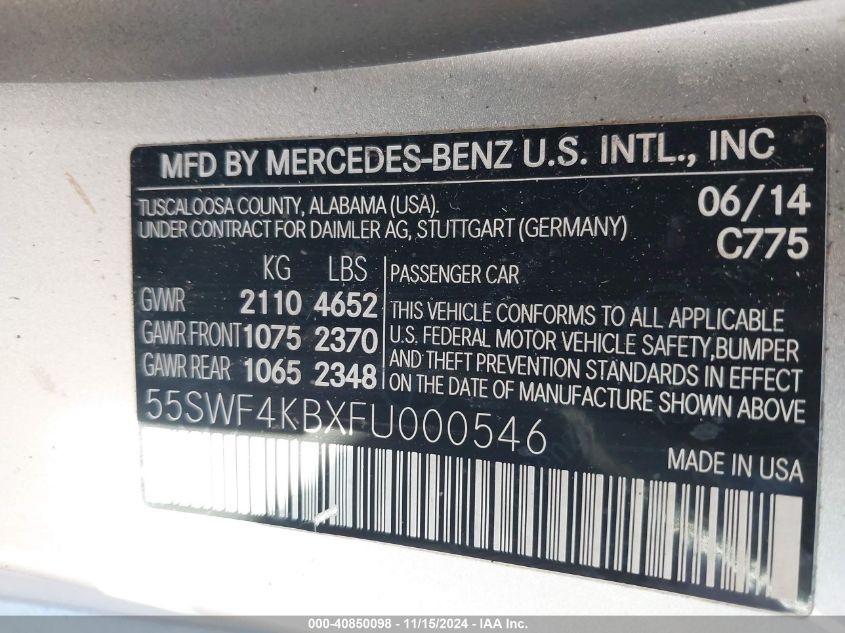 MFD BY MERCEDES-BENZ U.S. INTL., INC
TUSCALOOSA COUNTY, ALABAMA (USA).
UNDER CONTRACT FOR DAIMLER AG, STUTTGART (GERMANY)
06/14
C775
KG LBS
GVWR 2110 4652
GAWR FRONT 1075 2370
GAWR REAR 1065 2348
PASSENGER CAR
THIS VEHICLE CONFORMS TO ALL APPLICABLE
U.S. FEDERAL MOTOR VEHICLE SAFETY,BUMPER
AND THEFT PREVENTION STANDARDS IN EFFECT
ON THE DATE OF MANUFACTURE SHOWN ABOVE
55SWF4KBXFU000546
MADE IN USA
000-40850098 - 11/15/2024 - IAA Inc.